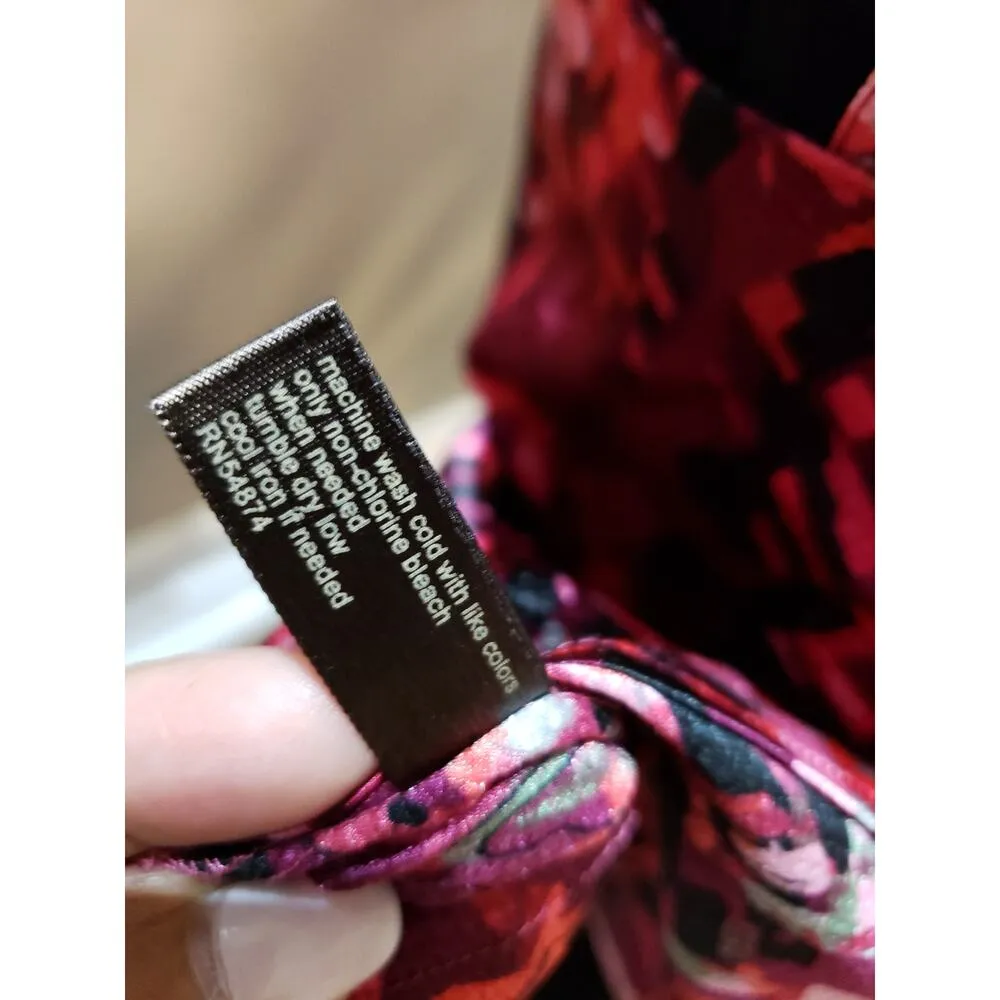 machine wash cold with like colors
only non-chlorine bleach
when needed
tumble dry low
cool iron if needed
RN54874